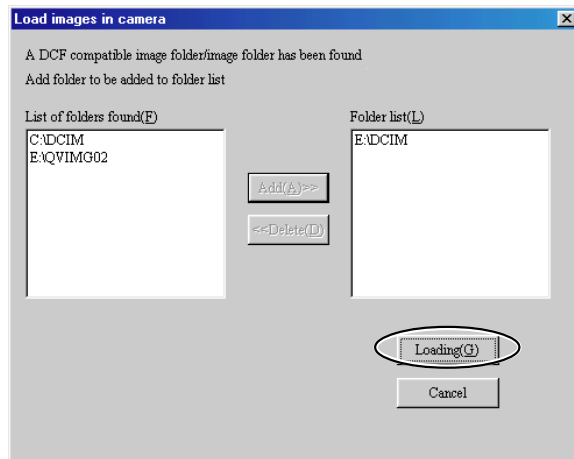 Load images in camera
A DCF compatible image folder/image folder has been found
Add folder to be added to folder list
List of folders found(F)
C:\DCIM
E:\QVIMG02
Add(A)>>
<<Delete(D)
Folder list(L)
E:\DCIM
Loading(G)
Cancel